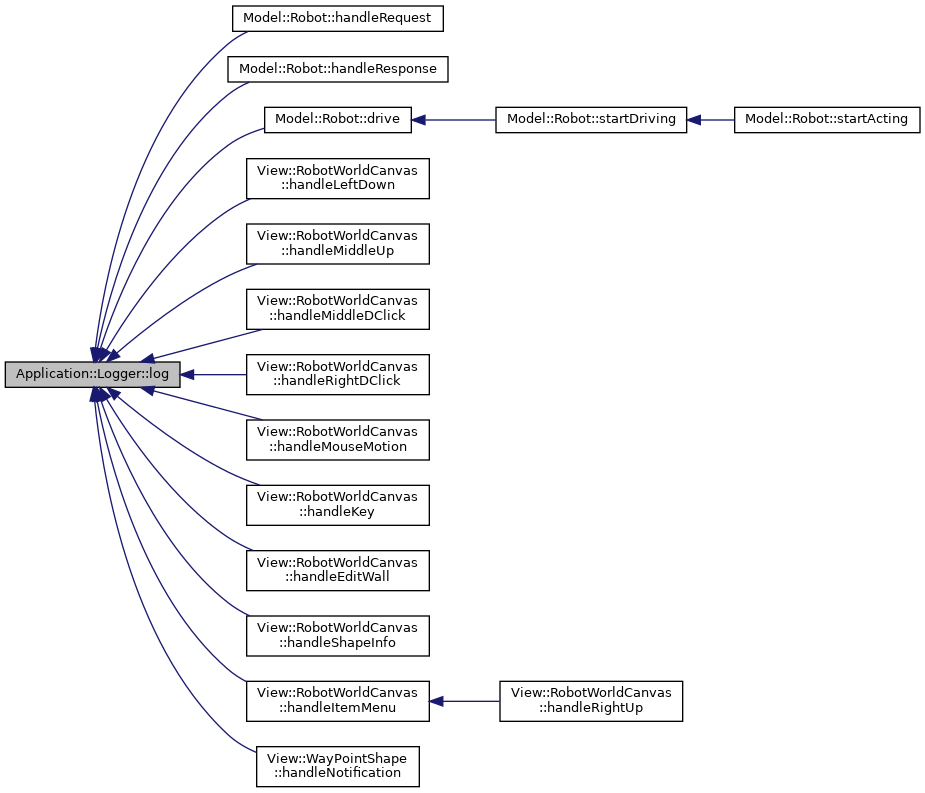 Model::Robot::handleRequest
Model::Robot::handleResponse
Model::Robot::drive
Model::Robot::startDriving
Model::Robot::startActing
View::RobotWorldCanvas
::handleLeftDown
View::RobotWorldCanvas
::handleMiddleUp
View::RobotWorldCanvas
::handleMiddleDClick
Application::Logger::log
View::RobotWorldCanvas
::handleRightDClick
View::RobotWorldCanvas
::handleMouseMotion
View::RobotWorldCanvas
::handleKey
View::RobotWorldCanvas
::handleEditWall
View::RobotWorldCanvas
::handleShapeInfo
View::RobotWorldCanvas
::handleItemMenu
View::RobotWorldCanvas
::handleRightUp
View::WayPointShape
::handleNotification